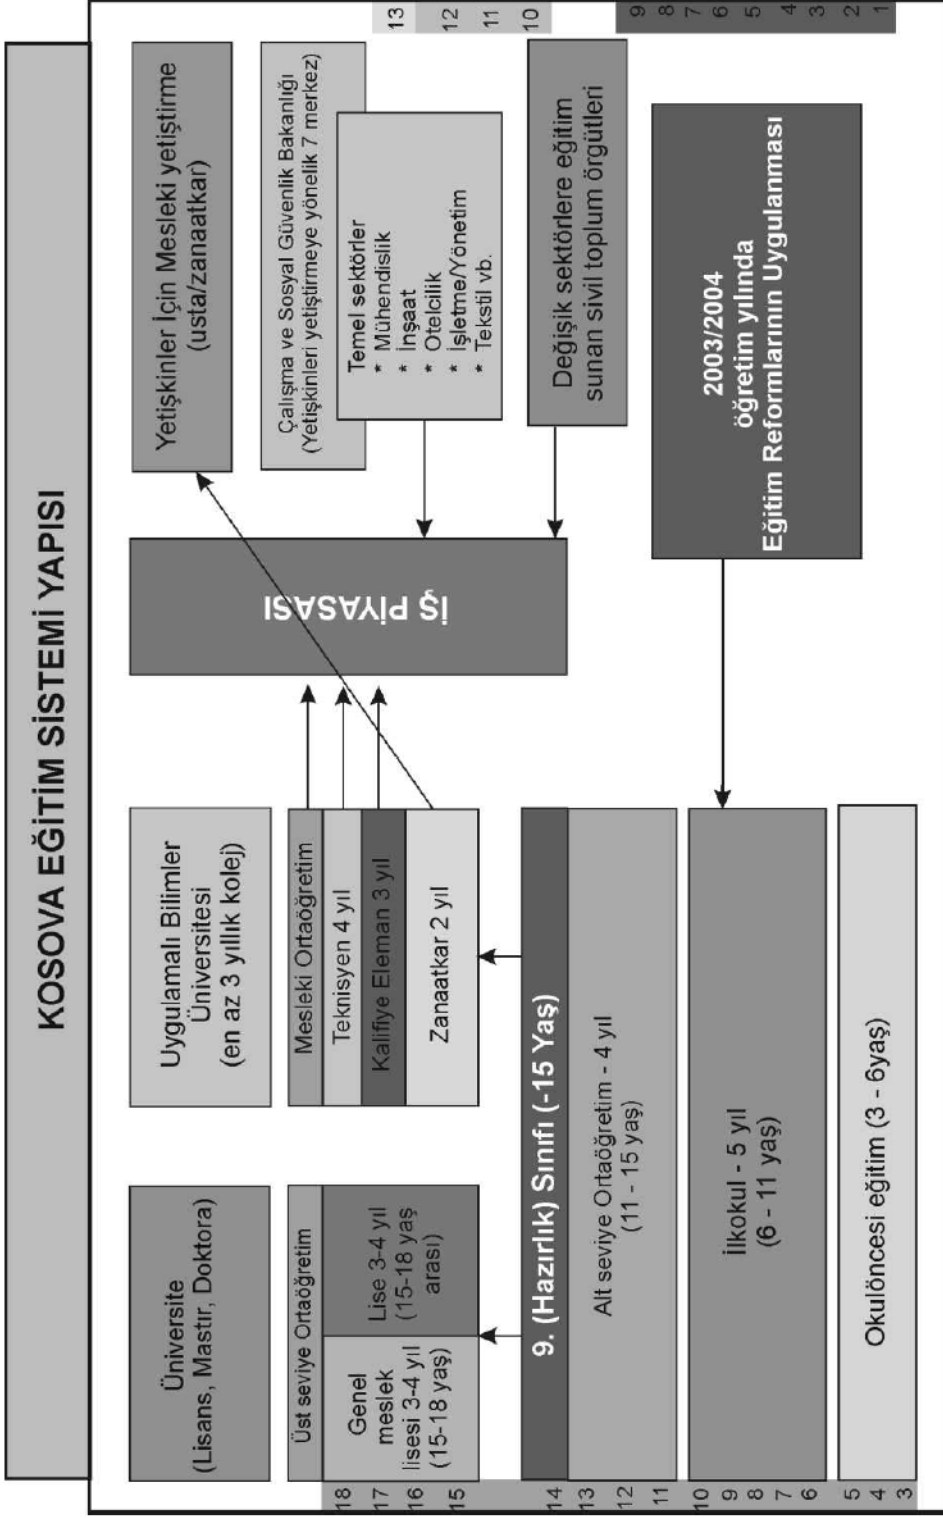 KOSOVA EĞİTİM SİSTEMİ YAPISI
Üniversite
(Lisans, Mastır, Doktora)
Uygulamalı Bilimler
Üniversitesi
(en az 3 yıllık kolej)
İŞ PİYASASI
Yetişkinler İçin Mesleki yetiştirme
(usta/zanaatkar)
Çalışma ve Sosyal Güvenlik Bakanlığı
(Yetişkinleri yetiştirmeye yönelik 7 merkez)
Temel sektörler
* Mühendislik
* İnşaat
* Otelcilik
* İşletme/Yönetim
* Tekstil vb.
Değişik sektörlere eğitim
sunan sivil toplum örgütleri
Üst seviye Ortaöğretim
Genel
meslek
lisesi 3-4 yıl
(15-18 yaş)
Lise 3-4 yıl
(15-18 yaş
arası)
Mesleki Ortaöğretim
Teknisyen 4 yıl
Kalifiye Eleman 3 yıl
Zanaatkar 2 yıl
9. (Hazırlık) Sınıfı (-15 Yaş)
Alt seviye Ortaöğretim - 4 yıl
(11 - 15 yaş)
İlkokul - 5 yıl
(6 - 11 yaş)
Okulöncesi eğitim (3 - 6yaş)
2003/2004
öğretim yılında
Eğitim Reformlarının Uygulanması
18
17
16
15
14
13
12
11
10
9
8
7
6
5
4
3
13
12
11
10
9
8
7
6
5
4
3
2
1